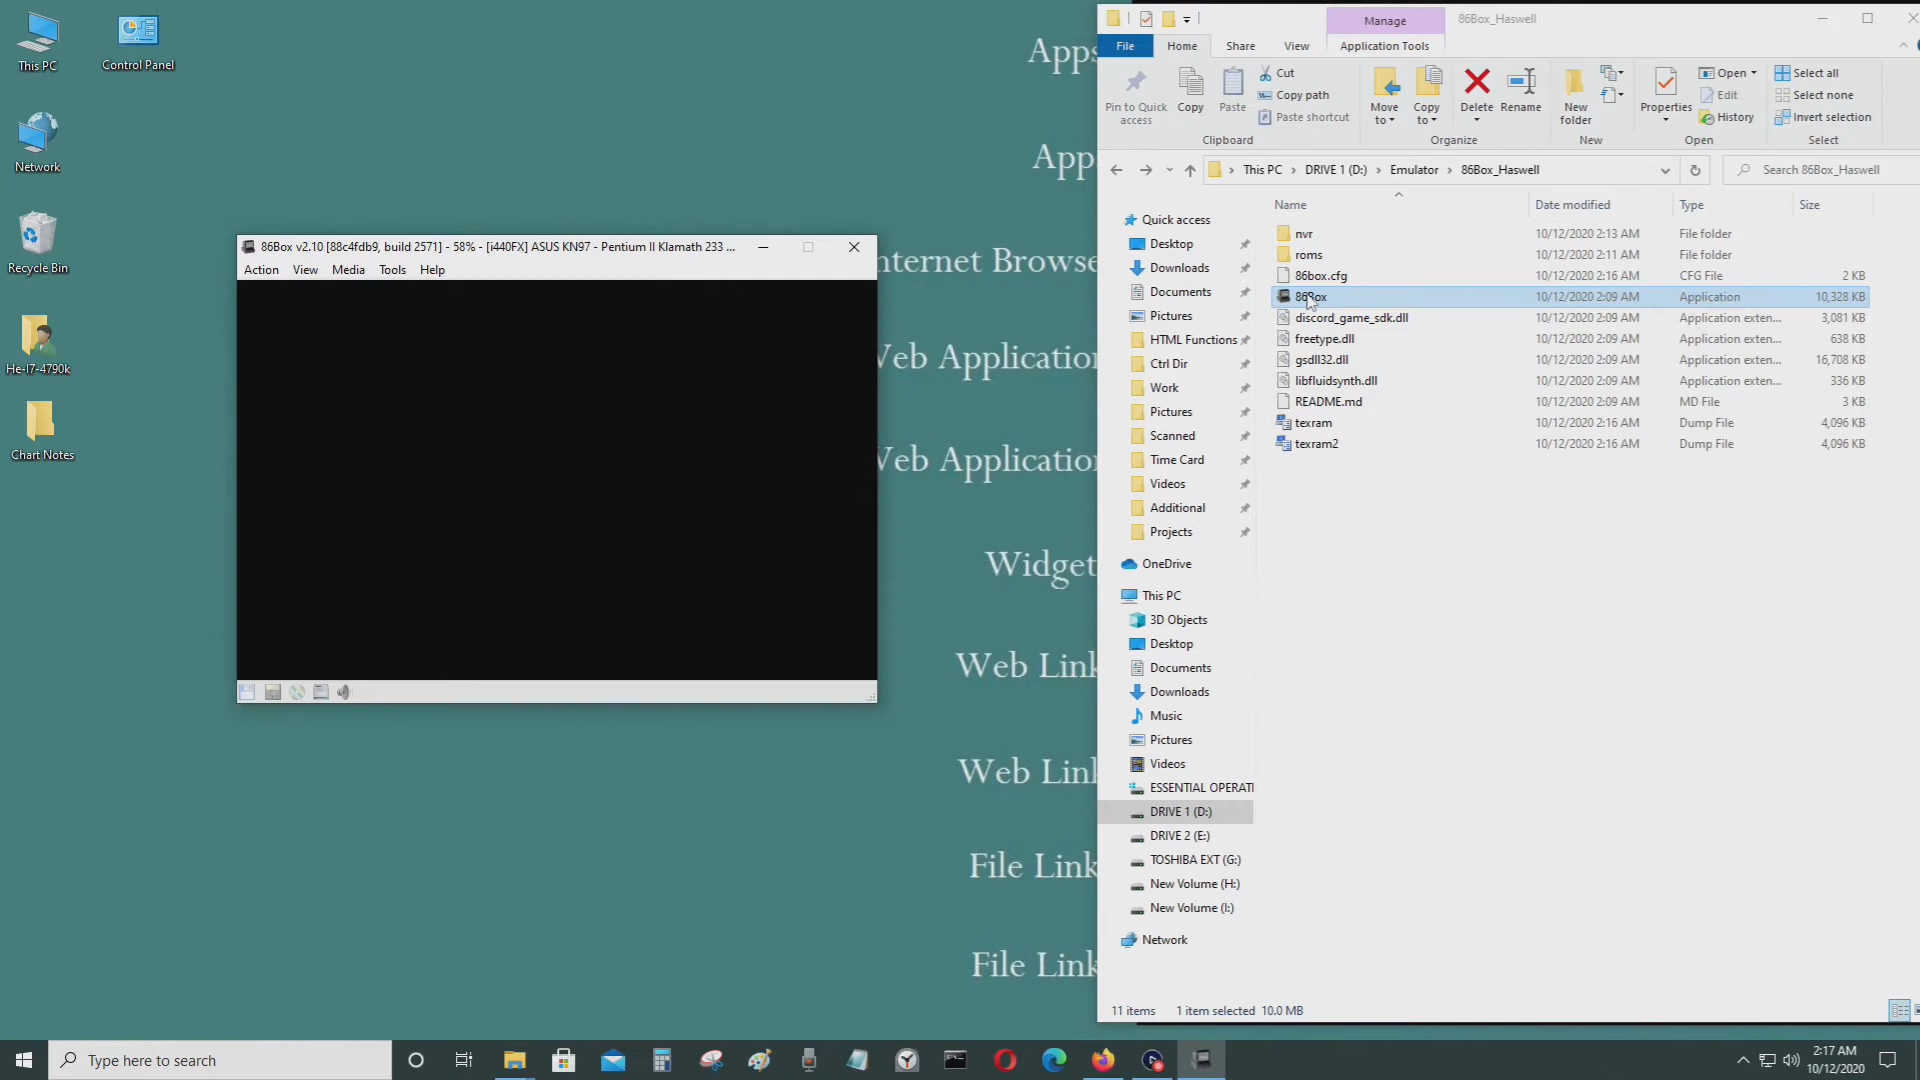 This PC
Control Panel
Network
Recycle Bin
He-I7-4790k
Chart Notes
Apps
App
nternet Browse
Web Application
Web Application
Widget
Web Link
Web Link
File Link
File Link
86Box v2.10 [88c4fdb9, build 2571] - 58% - [i440FX] ASUS KN97 - Pentium II Klamath 233 ...
Action View Media Tools Help
Manage
86Box_Haswell
File Home Share View Application Tools
Pin to Quick access
Copy
Paste
Cut
Copy path
Paste shortcut
Clipboard
Move to
Copy to
Delete
Rename
Organize
New folder
New
Properties
Open
Edit
History
Open
Select all
Select none
Invert selection
Select
This PC
DRIVE 1 (D:)
Emulator
86Box_Haswell
Search 86Box_Haswell
Name Date modified Type Size
nvr 10/12/2020 2:13 AM File folder
roms 10/12/2020 2:11 AM File folder
86box.cfg 10/12/2020 2:16 AM CFG File 2 KB
86Box 10/12/2020 2:09 AM Application 10,328 KB
discord_game_sdk.dll 10/12/2020 2:09 AM Application exten... 3,081 KB
freetype.dll 10/12/2020 2:09 AM Application exten... 638 KB
gsdll32.dll 10/12/2020 2:09 AM Application exten... 16,708 KB
libfluidsynth.dll 10/12/2020 2:09 AM Application exten... 336 KB
README.md 10/12/2020 2:09 AM MD File 3 KB
texram 10/12/2020 2:16 AM Dump File 4,096 KB
texram2 10/12/2020 2:16 AM Dump File 4,096 KB
Quick access
Desktop
Downloads
Documents
Pictures
HTML Functions
Ctrl Dir
Work
Pictures
Scanned
Time Card
Videos
Additional
Projects
OneDrive
This PC
3D Objects
Desktop
Documents
Downloads
Music
Pictures
Videos
ESSENTIAL OPERATI
DRIVE 1 (D:)
DRIVE 2 (E:)
TOSHIBA EXT (G:)
New Volume (H:)
New Volume (I:)
Network
11 items 1 item selected 10.0 MB
Type here to search
2:17 AM
10/12/2020